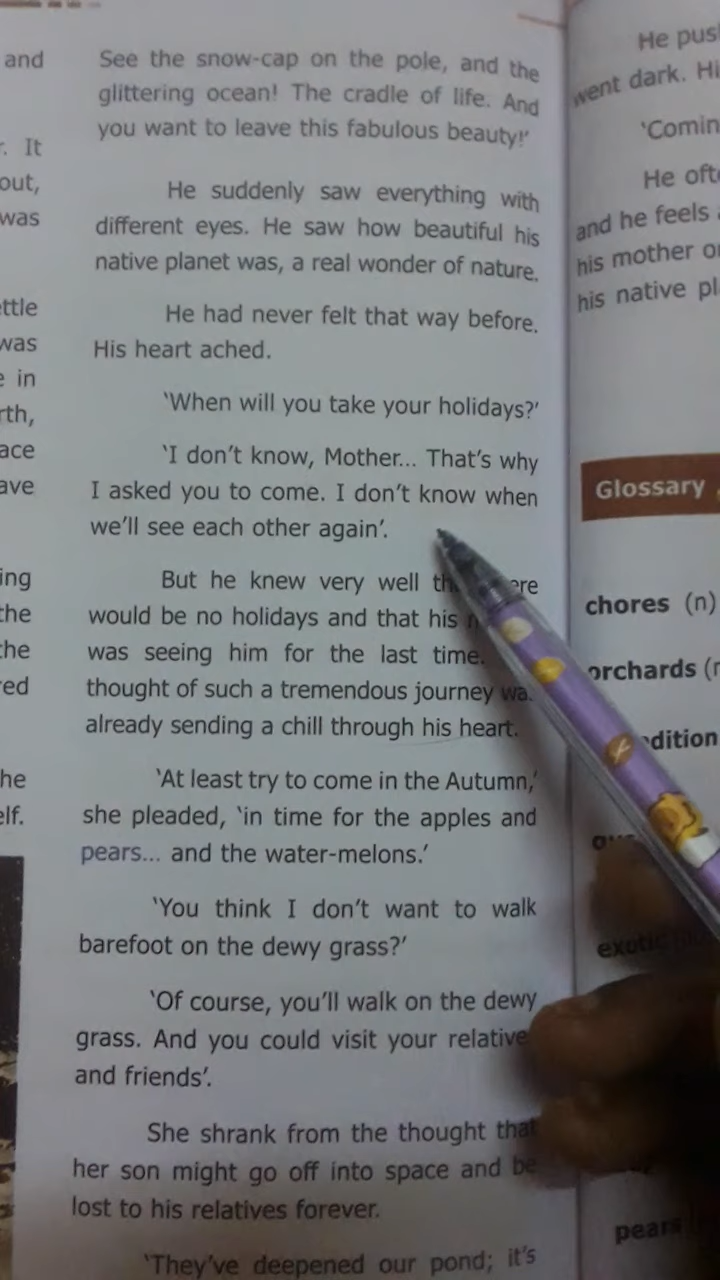 and
. It
out,
was
ettle
was
e in
rth,
ace
ave
ing
the
the
red
he
elf.
See the snow-cap on the pole, and the
glittering ocean! The cradle of life. And
you want to leave this fabulous beauty!'
He suddenly saw everything with
different eyes. He saw how beautiful his
native planet was, a real wonder of nature.
He had never felt that way before.
His heart ached.
'When will you take your holidays?'
'I don't know, Mother... That's why
I asked you to come. I don't know when
we'll see each other again'.
But he knew very well th ere
would be no holidays and that his
was seeing him for the last time.
thought of such a tremendous journey wa
already sending a chill through his heart.
'At least try to come in the Autumn,'
she pleaded, 'in time for the apples and
pears... and the water-melons.'
'You think I don't want to walk
barefoot on the dewy grass?'
'Of course, you'll walk on the dewy
grass. And you could visit your relative
and friends'.
She shrank from the thought that
her son might go off into space and be
lost to his relatives forever.
'They've deepened our pond; it's
He pus
went dark. Hi
'Comin
He oft
and he feels
his mother o
his native pl
Glossary
chores (n)
orchards (n
dition
exotic
pears